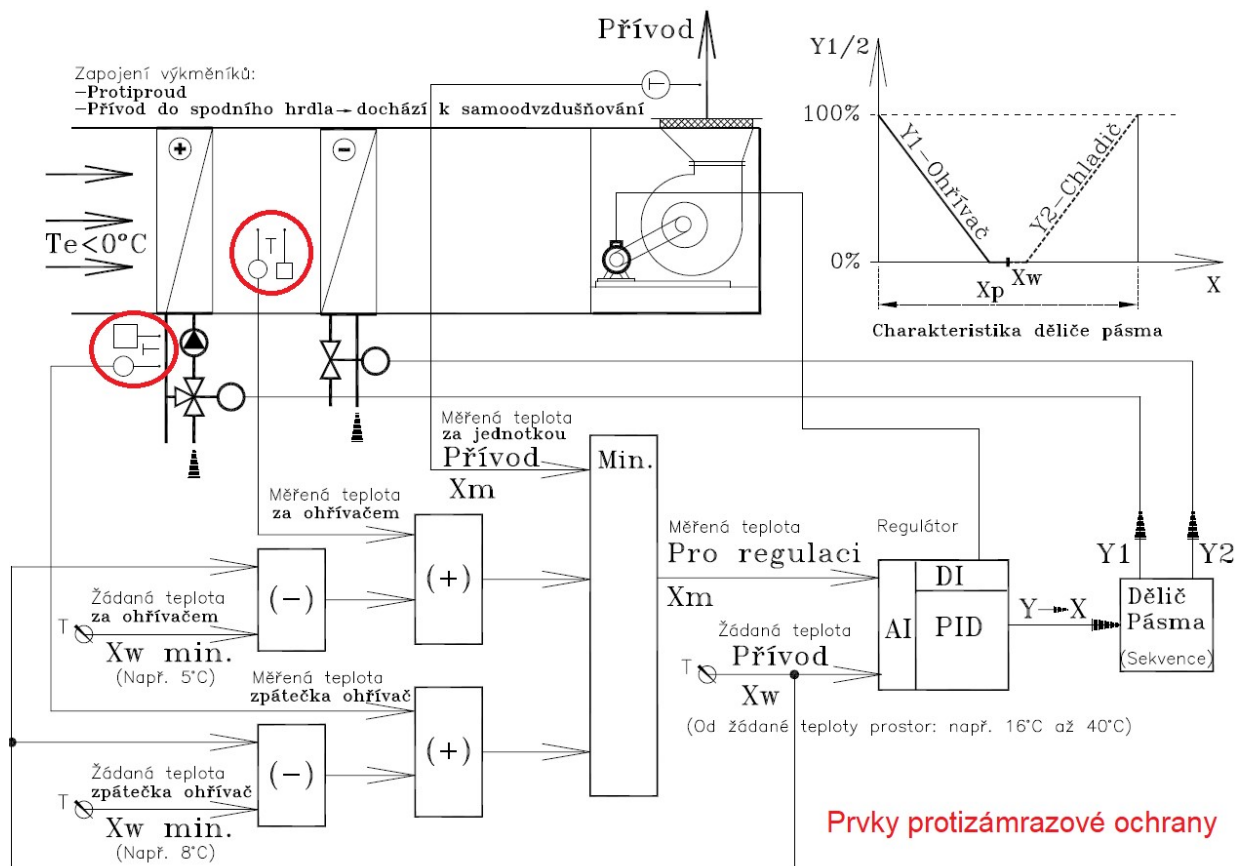 Přívod
Zapojení výkměníků:
-Protiproud
-Přívod do spodního hrdla→dochází k samoodvzdušňování
T
+
-
Te<0°C
T
T
Y1/2
100%
0%
Y1-Ohřívač
Y2-Chladič
Xw
Xp
X
Charakteristika děliče pásma
Měřená teplota
za jednotkou
Přívod
Xm
Min.
Měřená teplota
za ohřívačem
(-)
(+)
Žádaná teplota
za ohřívačem
T
Xw min.
(Např. 5°C)
Měřená teplota
Pro regulaci
Xm
Regulátor
DI
AI
PID
Y→X
Y1
Y2
Dělič
Pásma
(Sekvence)
Žádaná teplota
T
Přívod
Xw
(Od žádané teploty prostor: např. 16°C až 40°C)
Měřená teplota
zpátečka ohřívač
(-)
(+)
Žádaná teplota
zpátečka ohřívač
T
Xw min.
(Např. 8°C)
Prvky protizámrazové ochrany